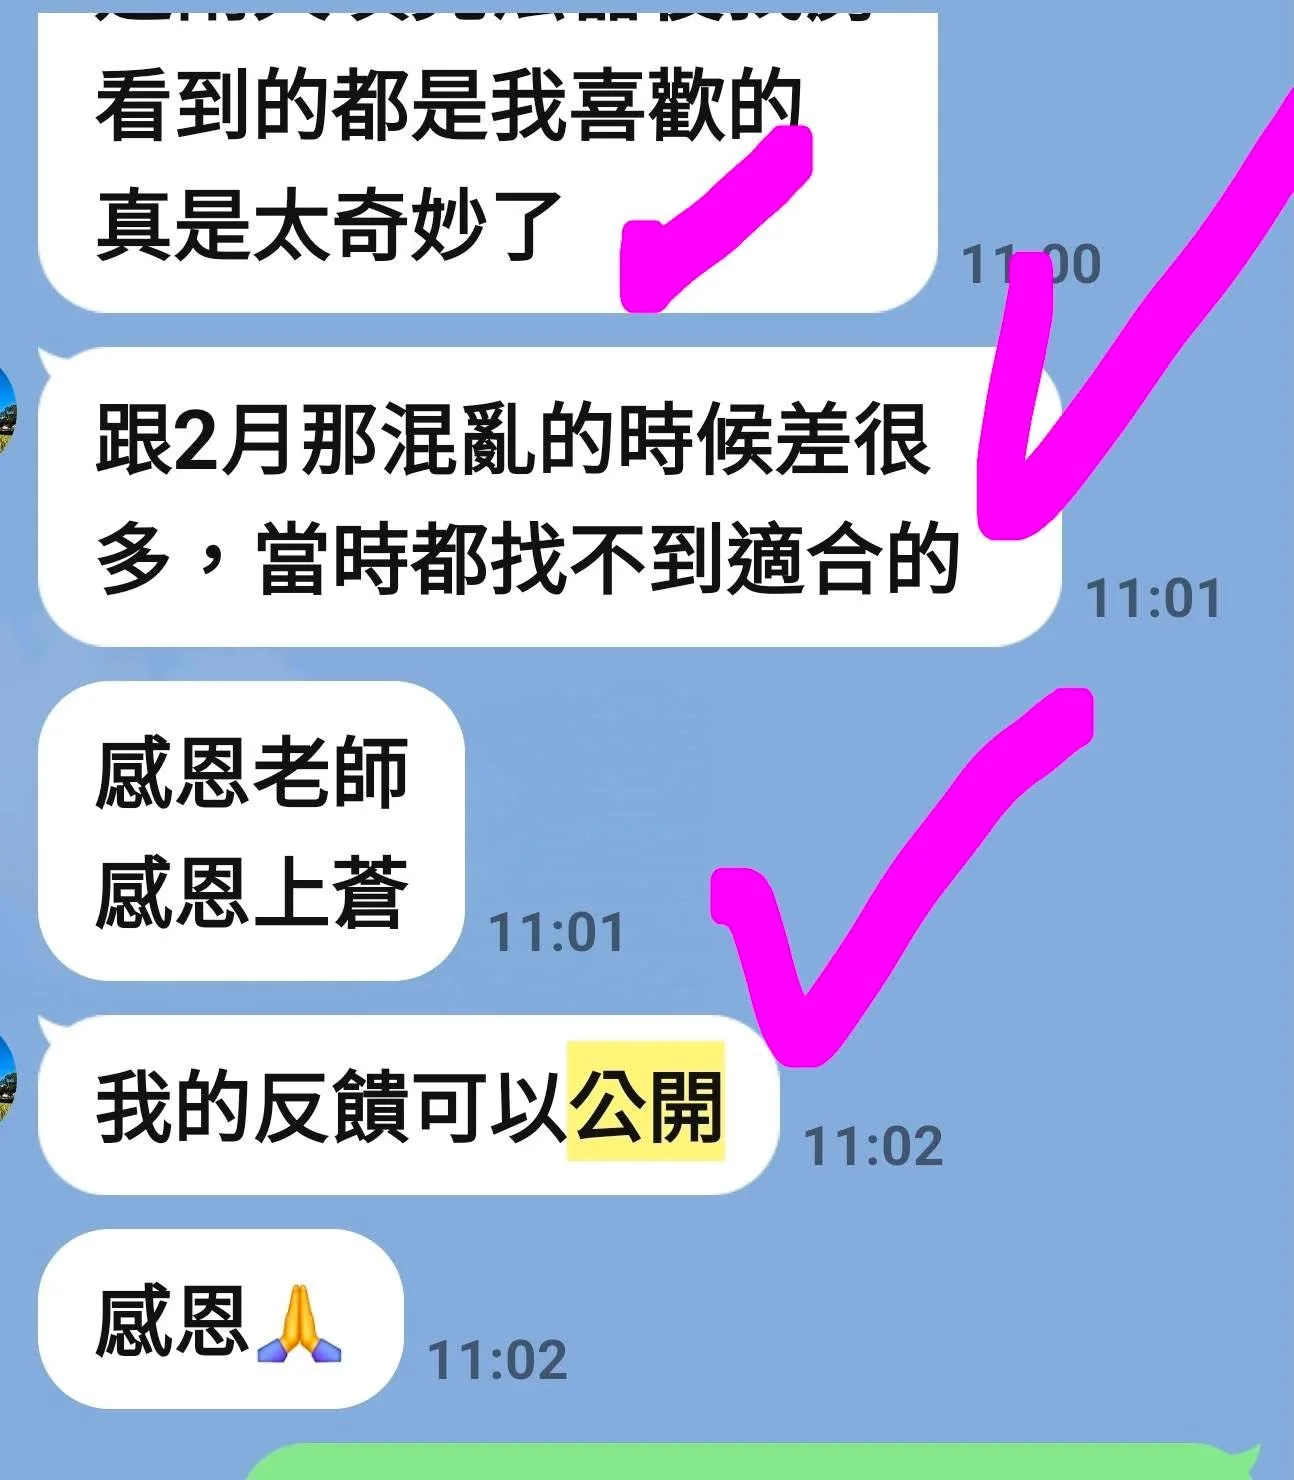 看到的都是我喜歡的
真是太奇妙了
11:00
跟2月那混亂的時候差很
多，當時都找不到適合的
11:01
感恩老師
感恩上蒼
11:01
我的反饋可以公開
11:02
感恩🙏
11:02